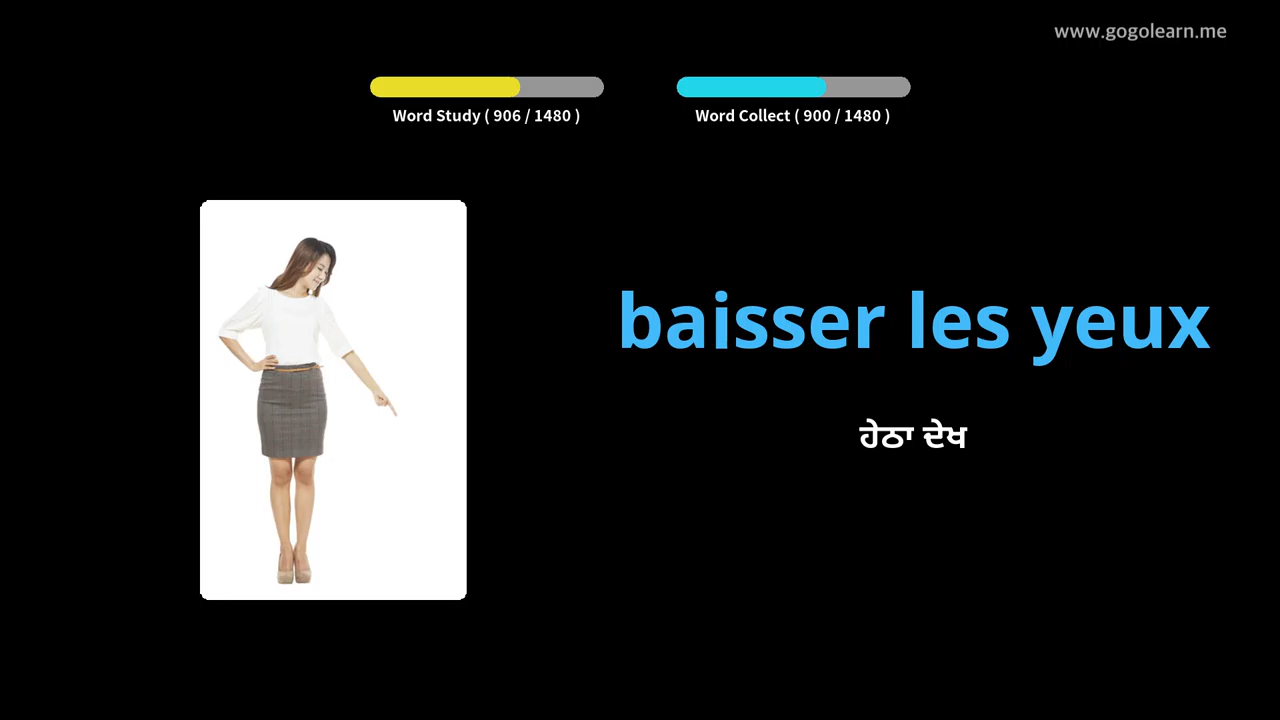 www.gogolearn.me
Word Study ( 906 / 1480 )
Word Collect ( 900 / 1480 )
baisser les yeux
ਹੇਠਾ ਦੇਖ